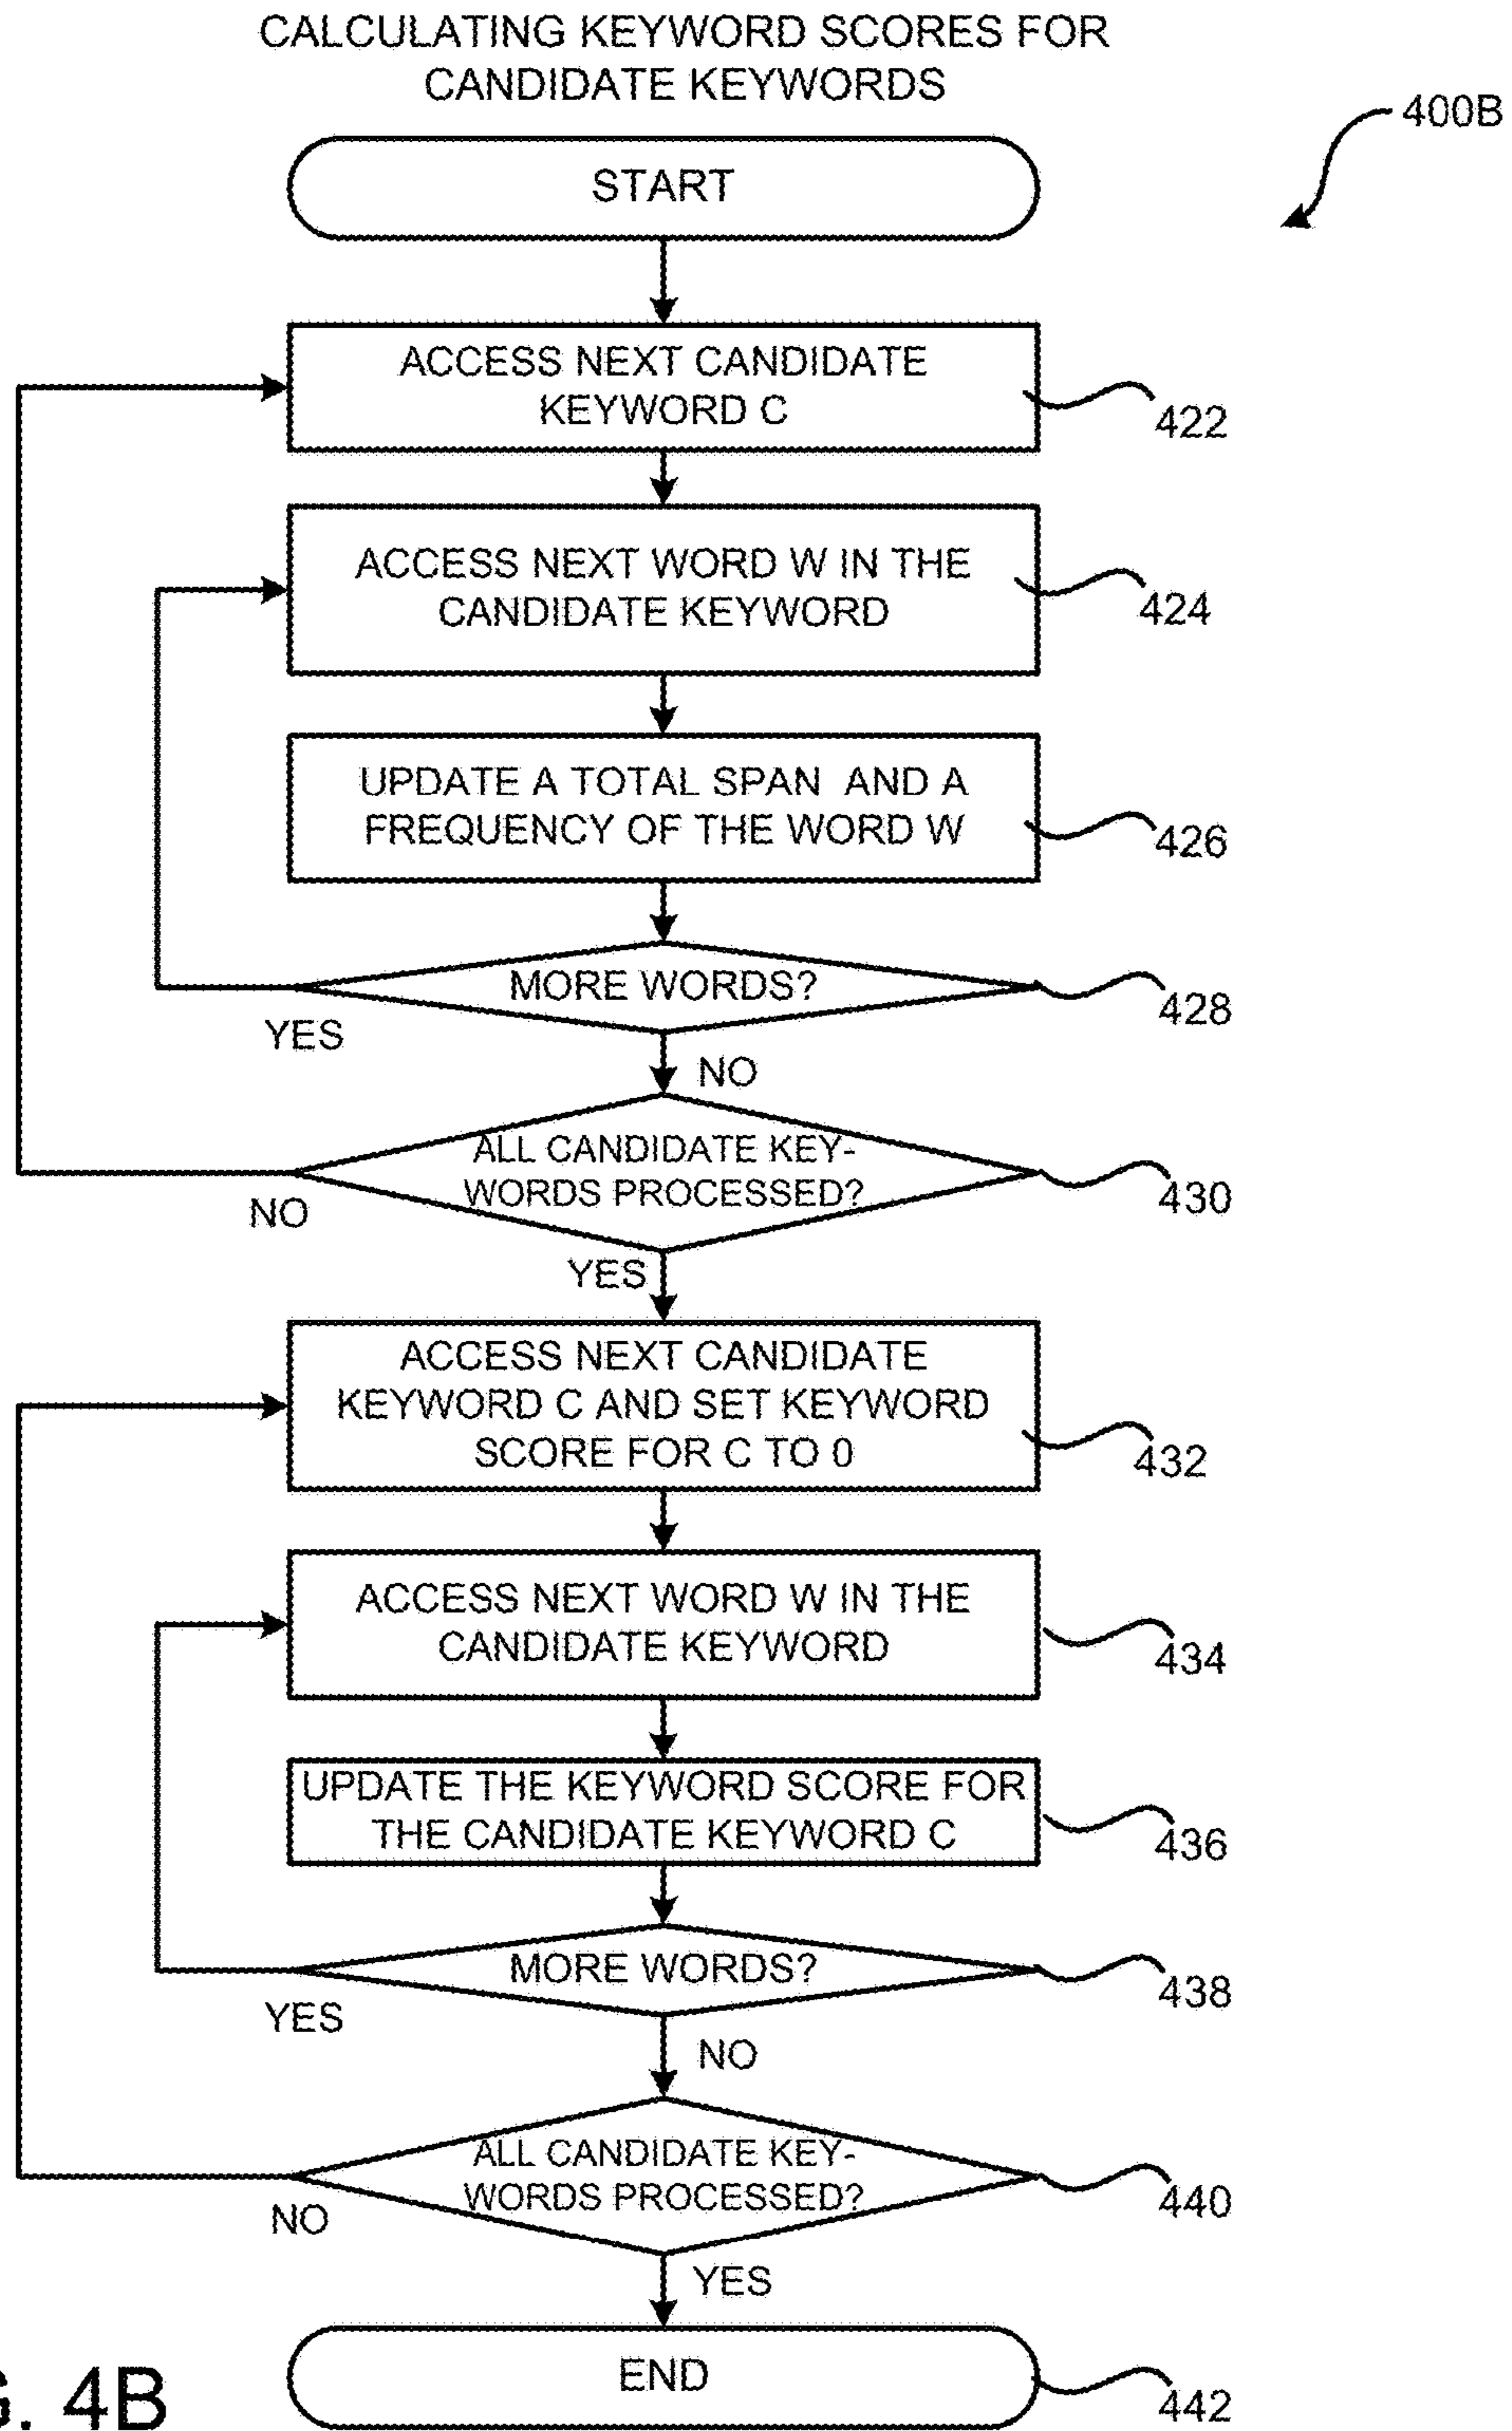 CALCULATING KEYWORD SCORES FOR
CANDIDATE KEYWORDS
400B
START
ACCESS NEXT CANDIDATE
KEYWORD C
422
ACCESS NEXT WORD W IN THE
CANDIDATE KEYWORD
424
UPDATE A TOTAL SPAN AND A
FREQUENCY OF THE WORD W
426
MORE WORDS?
428
YES
NO
ALL CANDIDATE KEY-
WORDS PROCESSED?
430
NO
YES
ACCESS NEXT CANDIDATE
KEYWORD C AND SET KEYWORD
SCORE FOR C TO 0
432
ACCESS NEXT WORD W IN THE
CANDIDATE KEYWORD
434
UPDATE THE KEYWORD SCORE FOR
THE CANDIDATE KEYWORD C
436
MORE WORDS?
438
YES
NO
ALL CANDIDATE KEY-
WORDS PROCESSED?
440
NO
YES
END
442
G. 4B